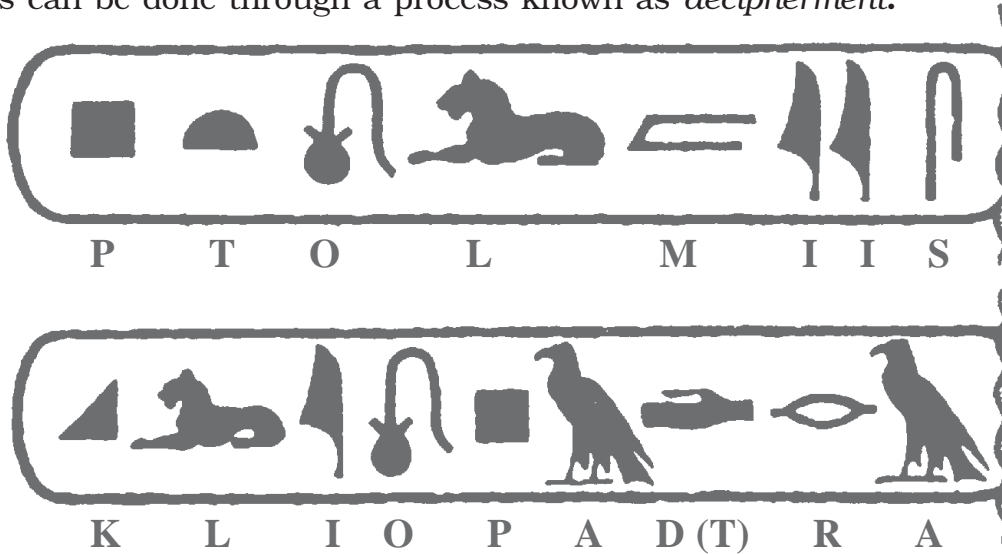 s can be done through a process known as decipherment.
P T O L M I I S
K L I O P A D (T) R A